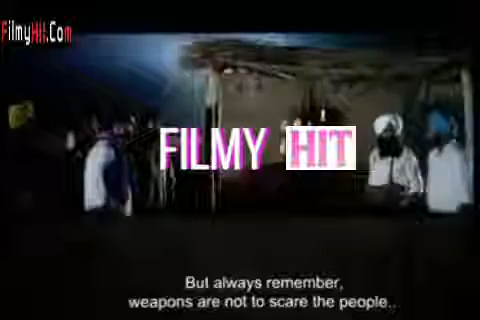 FilmyHit.Com
FILMY HIT
But always remember,
weapons are not to scare the people..